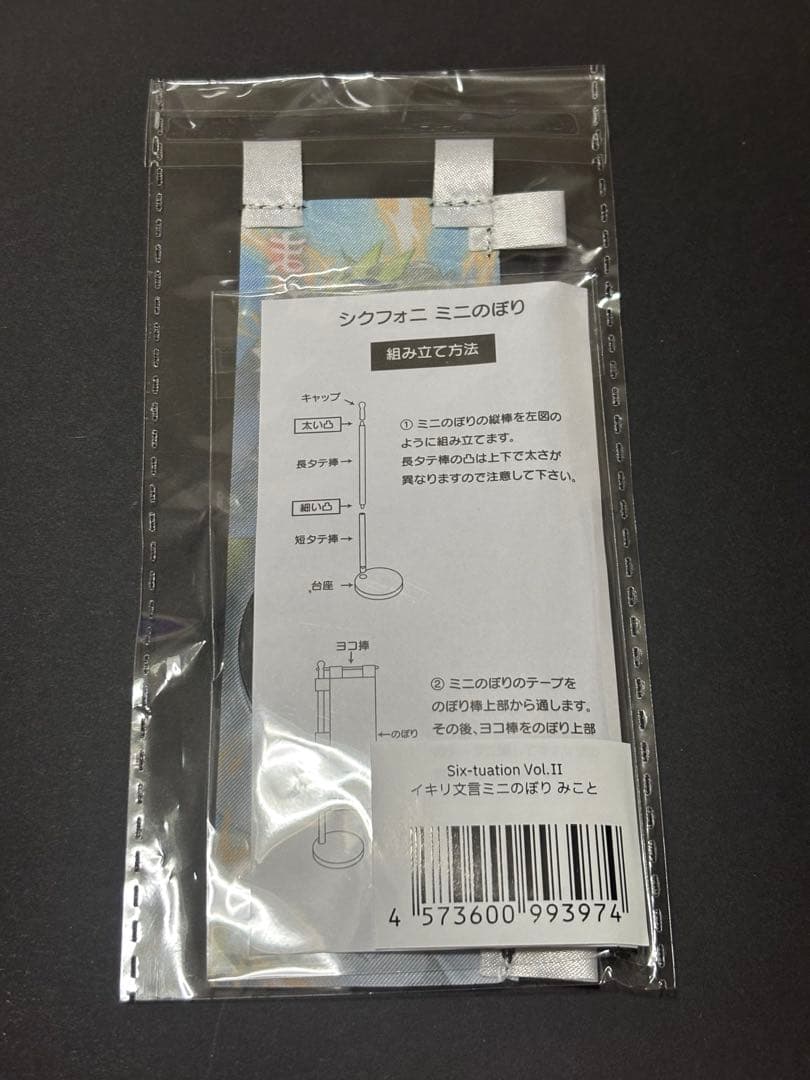 ま
シクフォニ ミニのぼり
組み立て方法
キャップ
太い凸
長タテ棒
細い凸
短タテ棒
台座
① ミニのぼりの縦棒を左図の
ように組み立てます。
長タテ棒の凸は上下で太さが
異なりますので注意して下さい。
ヨコ棒
のぼり
② ミニのぼりのテープを
のぼり棒上部から通します。
その後、ヨコ棒をのぼり上部
Six-tuation Vol.II
イキリ文言ミニのぼり みこと
4 573600 993974